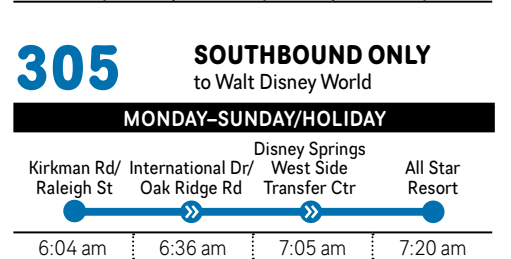 305
SOUTHBOUND ONLY
to Walt Disney World
MONDAY–SUNDAY/HOLIDAY
Kirkman Rd/
Raleigh St
International Dr/
Oak Ridge Rd
Disney Springs
West Side
Transfer Ctr
All Star
Resort
6:04 am
6:36 am
7:05 am
7:20 am